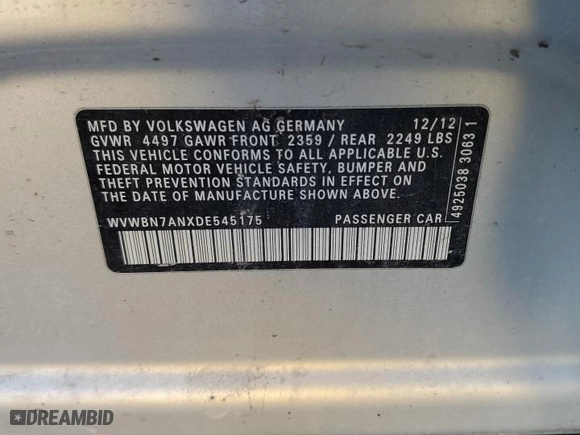 MFD BY VOLKSWAGEN AG GERMANY 12/12
GVWR 4497 GAWR FRONT 2359 / REAR 2249 LBS
THIS VEHICLE CONFORMS TO ALL APPLICABLE U.S.
FEDERAL MOTOR VEHICLE SAFETY, BUMPER AND
THEFT PREVENTION STANDARDS IN EFFECT ON
THE DATE OF MANUFACTURE SHOWN ABOVE.
WVWBN7ANXDE545175 PASSENGER CAR
4925038 3063 1
DREAMBID